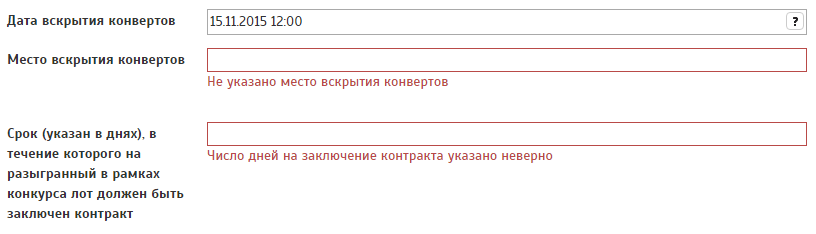 Дата вскрытия конвертов
15.11.2015 12:00
?
Место вскрытия конвертов
Не указано место вскрытия конвертов
Срок (указан в днях), в
течение которого на
разыгранный в рамках
конкурса лот должен быть
заключен контракт
Число дней на заключение контракта указано неверно